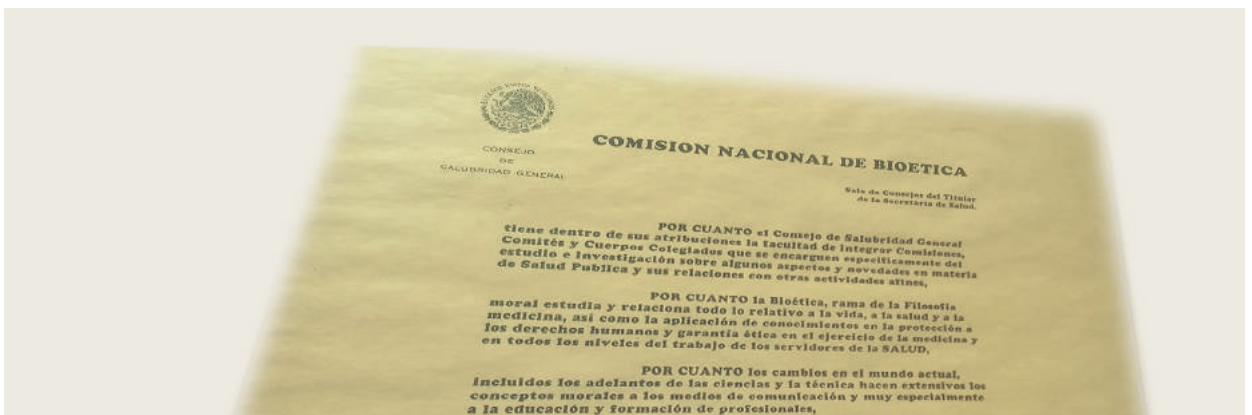 ESTADOS UNIDOS MEXICANOS
CONSEJO
DE
SALUBRIDAD GENERAL
COMISION NACIONAL DE BIOETICA
Sala de Consejos del Titular
de la Secretaría de Salud.
POR CUANTO el Consejo de Salubridad General
tiene dentro de sus atribuciones la facultad de integrar Comisiones,
Comités y Cuerpos Colegiados que se encarguen específicamente del
estudio e Investigación sobre algunos aspectos y novedades en materia
de Salud Publica y sus relaciones con otras actividades afines,
POR CUANTO la Bioética, rama de la Filosofía
moral estudia y relaciona todo lo relativo a la vida, a la salud y a la
medicina, así como la aplicación de conocimientos en la protección a
los derechos humanos y garantía ética en el ejercicio de la medicina y
en todos los niveles del trabajo de los servidores de la SALUD,
POR CUANTO los cambios en el mundo actual,
incluidos los adelantos de las ciencias y la técnica hacen extensivos los
conceptos morales a los medios de comunicación y muy especialmente
a la educación y formación de profesionales,